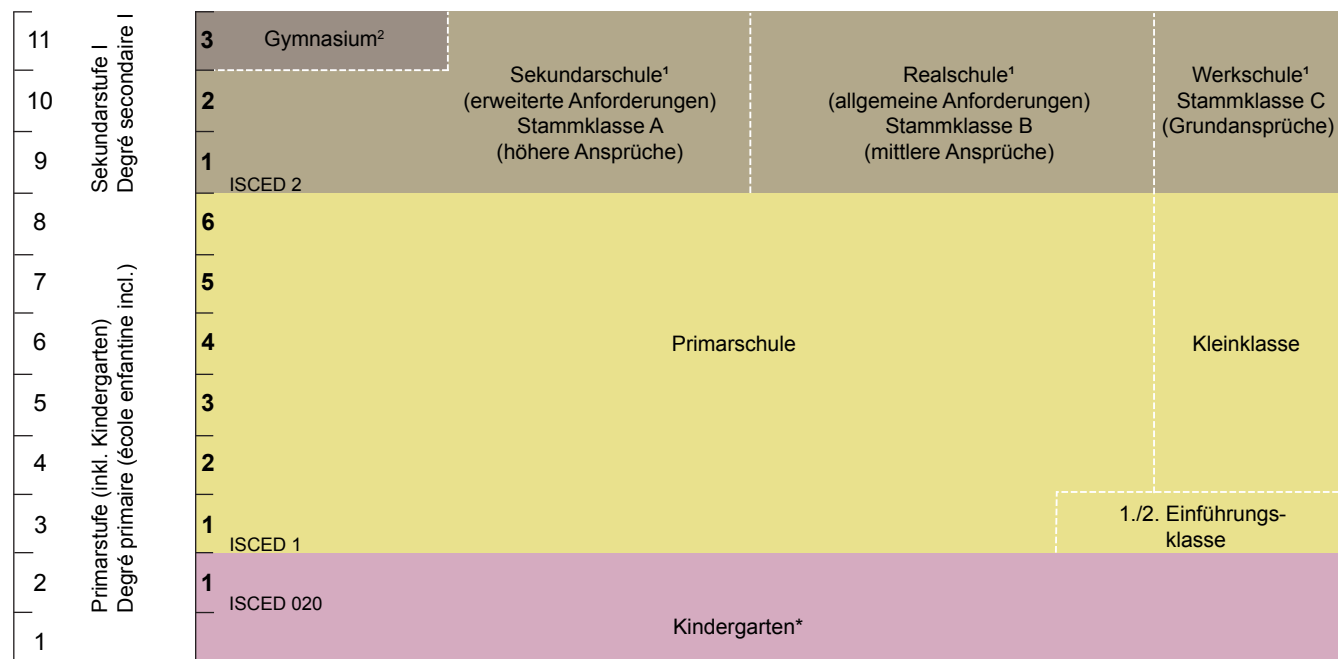 11
10
9
8
7
6
5
4
3
2
1
Sekundarstufe I
Degré secondaire I
Primarstufe (inkl. Kindergarten)
Degré primaire (école enfantine incl.)
3
2
1
ISCED 2
6
5
4
3
2
1
ISCED 1
1
ISCED 020
Gymnasium²
Sekundarschule¹
(erweiterte Anforderungen)
Stammklasse A
(höhere Ansprüche)
Realschule¹
(allgemeine Anforderungen)
Stammklasse B
(mittlere Ansprüche)
Werkschule¹
Stammklasse C
(Grundansprüche)
Primarschule
Kleinklasse
1./2. Einführungs-
klasse
Kindergarten*